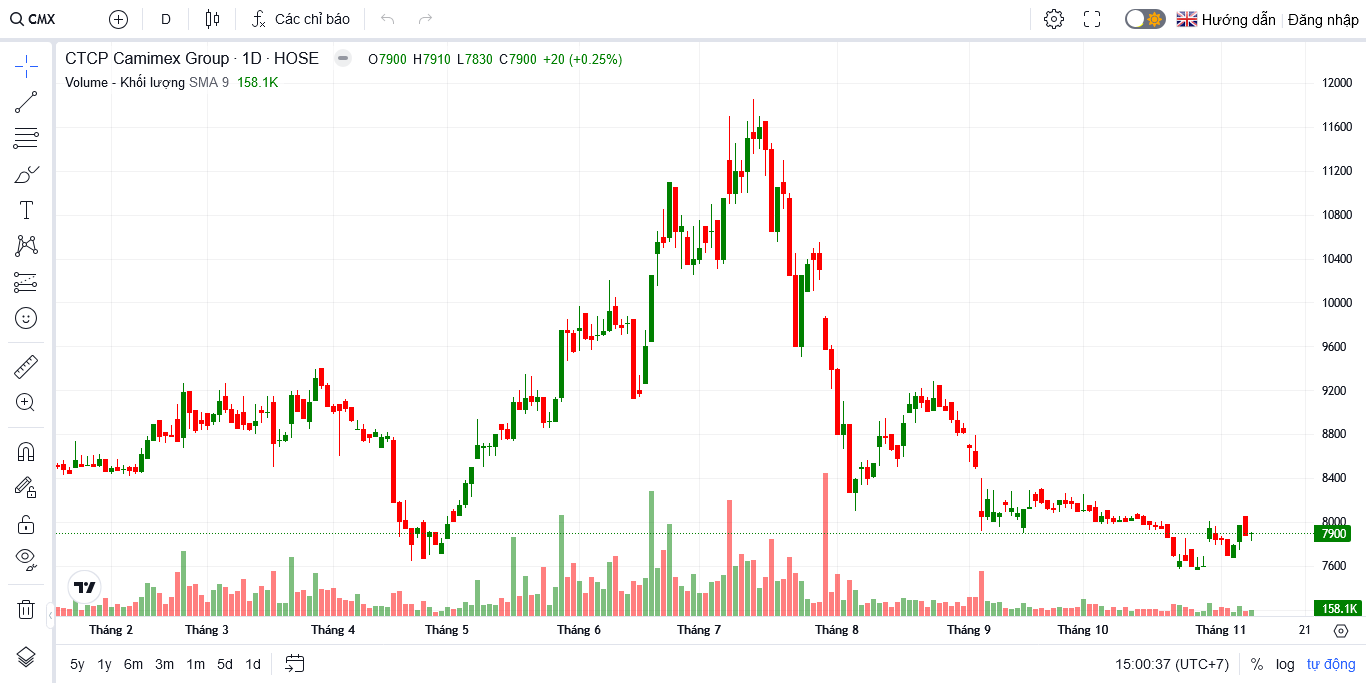 CMX D Các chỉ báo Hướng dẫn Đăng nhập
CTCP Camimex Group · 1D · HOSE O7900 H7910 L7830 C7900 +20 (+0.25%)
Volume - Khối lượng SMA 9 158.1K
12000
11600
11200
10800
10400
10000
9600
9200
8800
8400
8000
7900
7600
158.1K
Tháng 2 Tháng 3 Tháng 4 Tháng 5 Tháng 6 Tháng 7 Tháng 8 Tháng 9 Tháng 10 Tháng 11 21
5y 1y 6m 3m 1m 5d 1d 15:00:37 (UTC+7) % log tự động